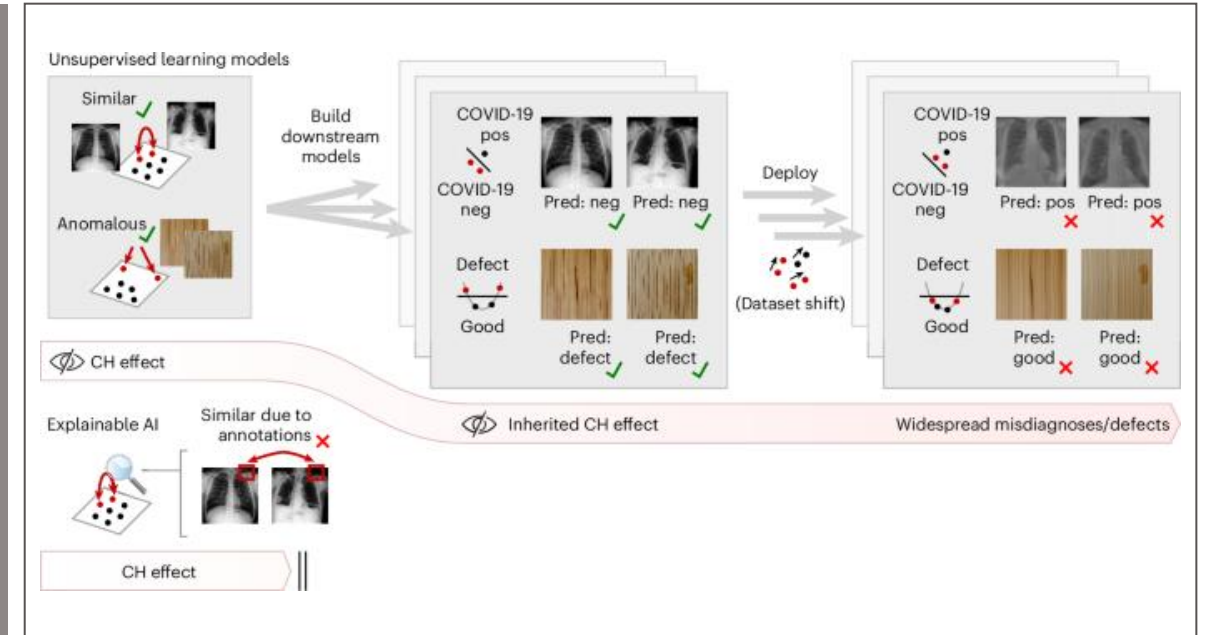 Unsupervised learning models
Similar
Anomalous
Build
downstream
models
COVID-19
pos
COVID-19
neg
Pred: neg
Pred: neg
Defect
Good
Pred:
defect
Pred:
defect
Deploy
(Dataset shift)
COVID-19
pos
COVID-19
neg
Pred: pos
Pred: pos
Defect
Good
Pred:
good
Pred:
good
CH effect
Inherited CH effect
Widespread misdiagnoses/defects
Explainable AI
Similar due to
annotations
CH effect